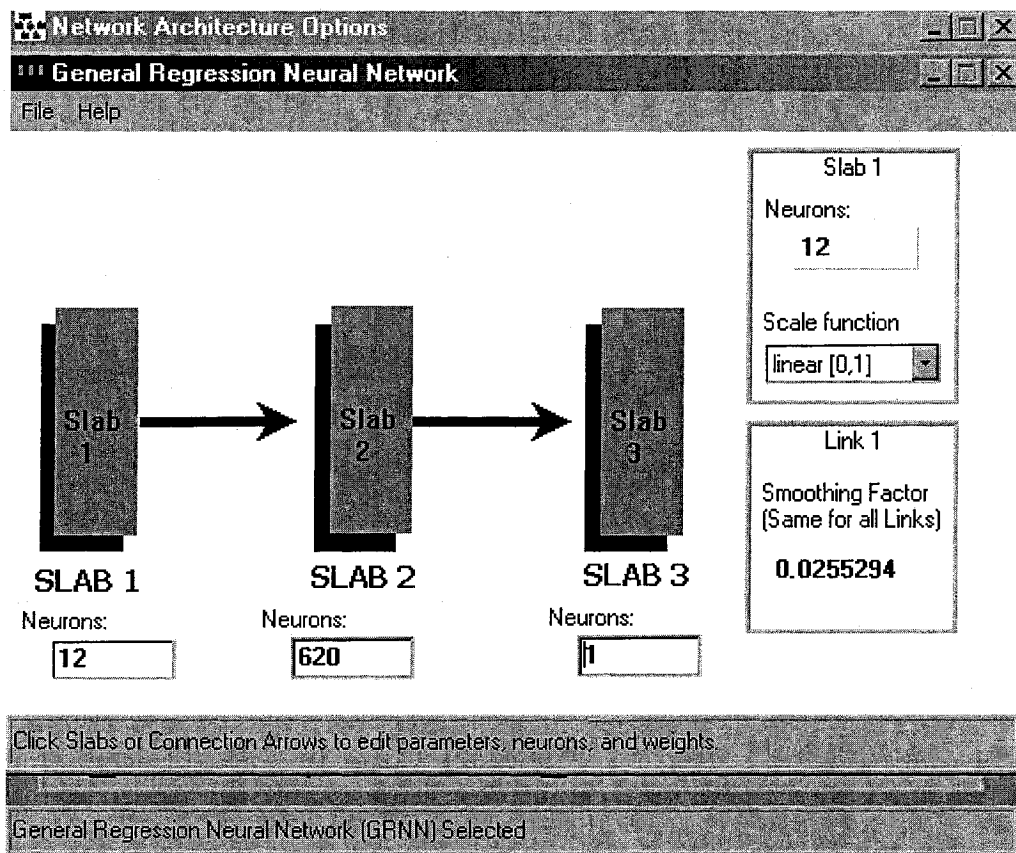 Network Architecture Options
General Regression Neural Network
File Help
Slab 1
Neurons:
12
Scale function
linear [0,1]
Slab
1
Slab
2
Slab
3
Link 1
Smoothing Factor
(Same for all Links)
0.0255294
SLAB 1
SLAB 2
SLAB 3
Neurons:
Neurons:
Neurons:
12
620
1
Click Slabs or Connection Arrows to edit parameters, neurons, and weights
General Regression Neural Network (GRNN) Selected